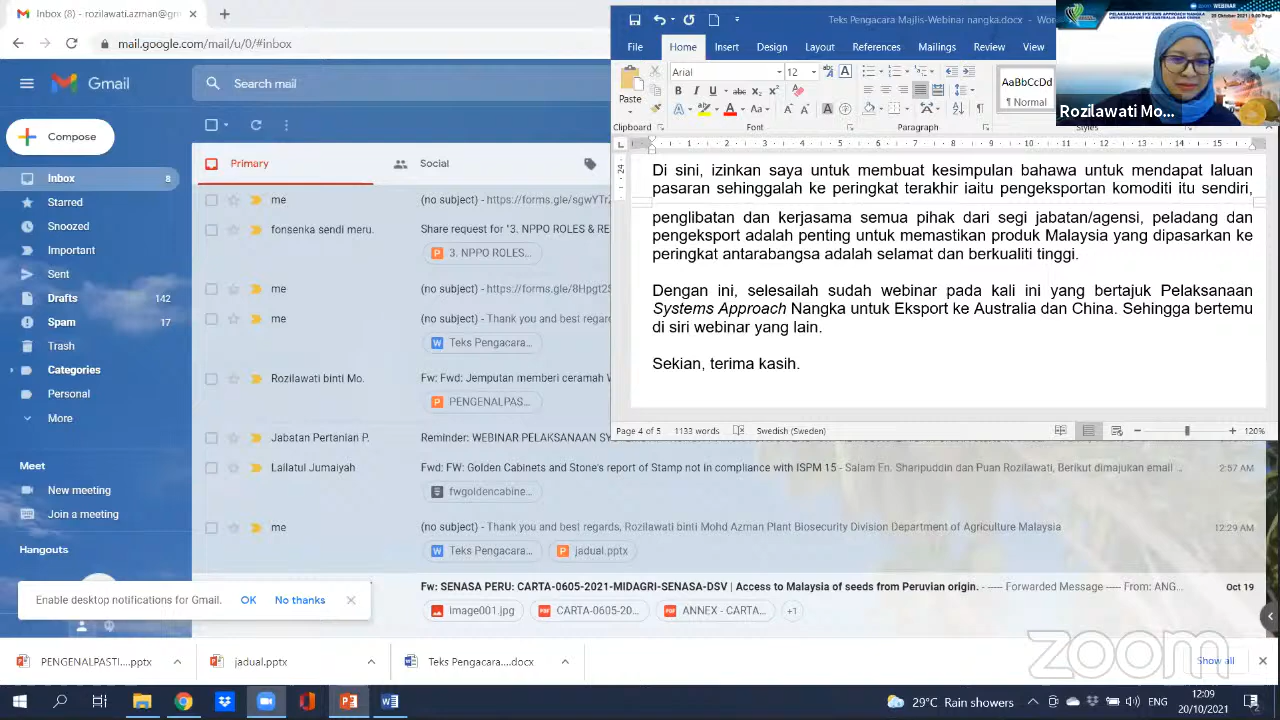 Inbox (8) - rozilawati.azman@gm
mail.google.com/mail/u/0/#inbox
Gmail
Search mail
Compose
Inbox 8
Starred
Snoozed
Important
Sent
Drafts 142
Spam 17
Trash
Categories
Personal
More
Meet
New meeting
Join a meeting
Hangouts
Primary
Social
(no subject) - https://forms.gle/sgwYTr
Farhenka sendi meru.
Share request for "3. NPPO ROLES & RE
3. NPPO ROLES...
me
(no subject) - https://forms.gle/8Hpgt2
(no subject) - Thank you and best regard
Teks Pengacara...
Rozilawati binti Mo.
Fw: Fwd: Jemputan memberi ceramah
PENGENALPAS...
Jabatan Pertanian P.
Reminder: WEBINAR PELAKSANAAN SY
Lailatul Jumaiyah
Fwd: FW: Golden Cabinets and Stone's report of Stamp not in compliance with ISPM 15 - Salam En. Sharipuddin dan Puan Rozilawati, Berikut dimajukan email ... 2:57 AM
fwgoldencabine...
me
(no subject) - Thank you and best regards, Rozilawati binti Mohd Azman Plant Biosecurity Division Department of Agriculture Malaysia 12:29 AM
Teks Pengacara... jadual.pptx
Fw: SENASA PERU: CARTA-0605-2021-MIDAGRI-SENASA-DSV | Access to Malaysia of seeds from Peruvian origin. - ----- Forwarded Message ----- From: ANG... Oct 19
image001.jpg CARTA-0605-20... ANNEX - CARTA... +1
Enable desktop notifications for Gmail. OK No thanks
Teks Pengacara Majlis-Webinar nangka.docx - Wo
File Home Insert Design Layout References Mailings Review View
Paste
Arial 12
AaBbCcDd
¶ Normal
Clipboard Font Paragraph Styles
Di sini, izinkan saya untuk membuat kesimpulan bahawa untuk mendapat laluan
pasaran sehinggalah ke peringkat terakhir iaitu pengeksportan komoditi itu sendiri,
penglibatan dan kerjasama semua pihak dari segi jabatan/agensi, peladang dan
pengeksport adalah penting untuk memastikan produk Malaysia yang dipasarkan ke
peringkat antarabangsa adalah selamat dan berkualiti tinggi.
Dengan ini, selesailah sudah webinar pada kali ini yang bertajuk Pelaksanaan
Systems Approach Nangka untuk Eksport ke Australia dan China. Sehingga bertemu
di siri webinar yang lain.
Sekian, terima kasih.
Page 4 of 5 1133 words Swedish (Sweden) 120%
WEBINAR
PELAKSANAAN SYSTEMS APPROACH NANGKA
UNTUK EKSPORT KE AUSTRALIA DAN CHINA
Rozilawati Mo...
zoom
PENGENALPASTI....pptx jadual.pptx Teks Pengacara M....docx Show all
29°C Rain showers ENG 12:09
20/10/2021